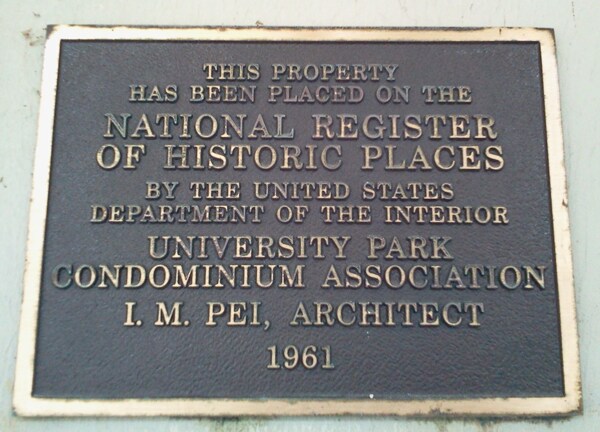 THIS PROPERTY
HAS BEEN PLACED ON THE
NATIONAL REGISTER
OF HISTORIC PLACES
BY THE UNITED STATES
DEPARTMENT OF THE INTERIOR
UNIVERSITY PARK
CONDOMINIUM ASSOCIATION
I. M. PEI, ARCHITECT
1961